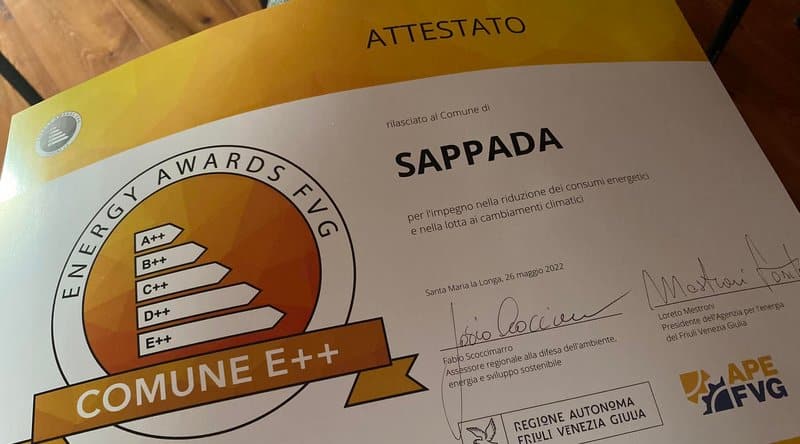 ATTESTATO
rilasciato al Comune di
SAPPADA
per l'impegno nella riduzione dei consumi energetici
e nella lotta ai cambiamenti climatici
ENERGY AWARDS FVG
A++
B++
C++
D++
E++
COMUNE E++
Santa Maria la Longa, 26 maggio 2022
Fabio Scoccimarro
Assessore regionale alla difesa dell'ambiente,
energia e sviluppo sostenibile
Loreto Mestroni
Presidente dell'Agenzia per l'energia
del Friuli Venezia Giulia
REGIONE AUTONOMA
FRIULI VENEZIA GIULIA
APE
FVG